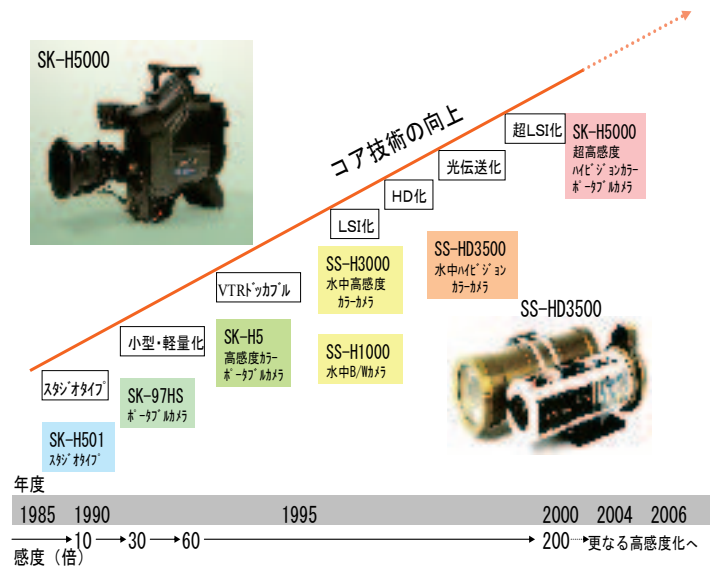 SK-H5000
コア技術の向上
超LSI化
光伝送化
HD化
LSI化
VTRﾄﾞｯｶﾌﾞﾙ
小型・軽量化
ｽﾀｼﾞｵﾀｲﾌﾟ
SK-H5000
超高感度
ﾊｲﾋﾞｼﾞｮﾝｶﾗｰ
ﾎﾟｰﾀﾌﾞﾙｶﾒﾗ
SS-HD3500
水中ﾊｲﾋﾞｼﾞｮﾝ
ｶﾗｰｶﾒﾗ
SS-H3000
水中高感度
ｶﾗｰｶﾒﾗ
SS-H1000
水中B/Wｶﾒﾗ
SK-H5
高感度ｶﾗｰ
ﾎﾟｰﾀﾌﾞﾙｶﾒﾗ
SK-97HS
ﾎﾟｰﾀﾌﾞﾙｶﾒﾗ
SK-H501
ｽﾀｼﾞｵﾀｲﾌﾟ
SS-HD3500
年度
1985 1990 1995 2000 2004 2006
10 30 60 200 更なる高感度化へ
感度（倍）